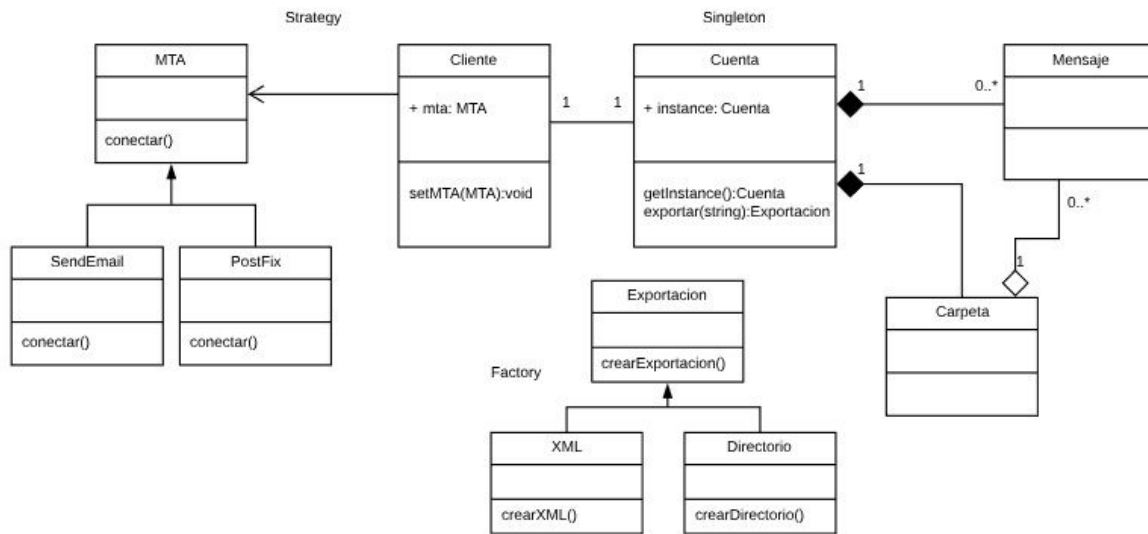 Strategy
Singleton
MTA
conectar()
Cliente
+ mta: MTA
setMTA(MTA):void
1
1
Cuenta
+ instance: Cuenta
getInstance():Cuenta
exportar(string):Exportacion
1
0..*
1
Mensaje
0..*
1
SendEmail
conectar()
PostFix
conectar()
Carpeta
Exportacion
crearExportacion()
Factory
XML
crearXML()
Directorio
crearDirectorio()